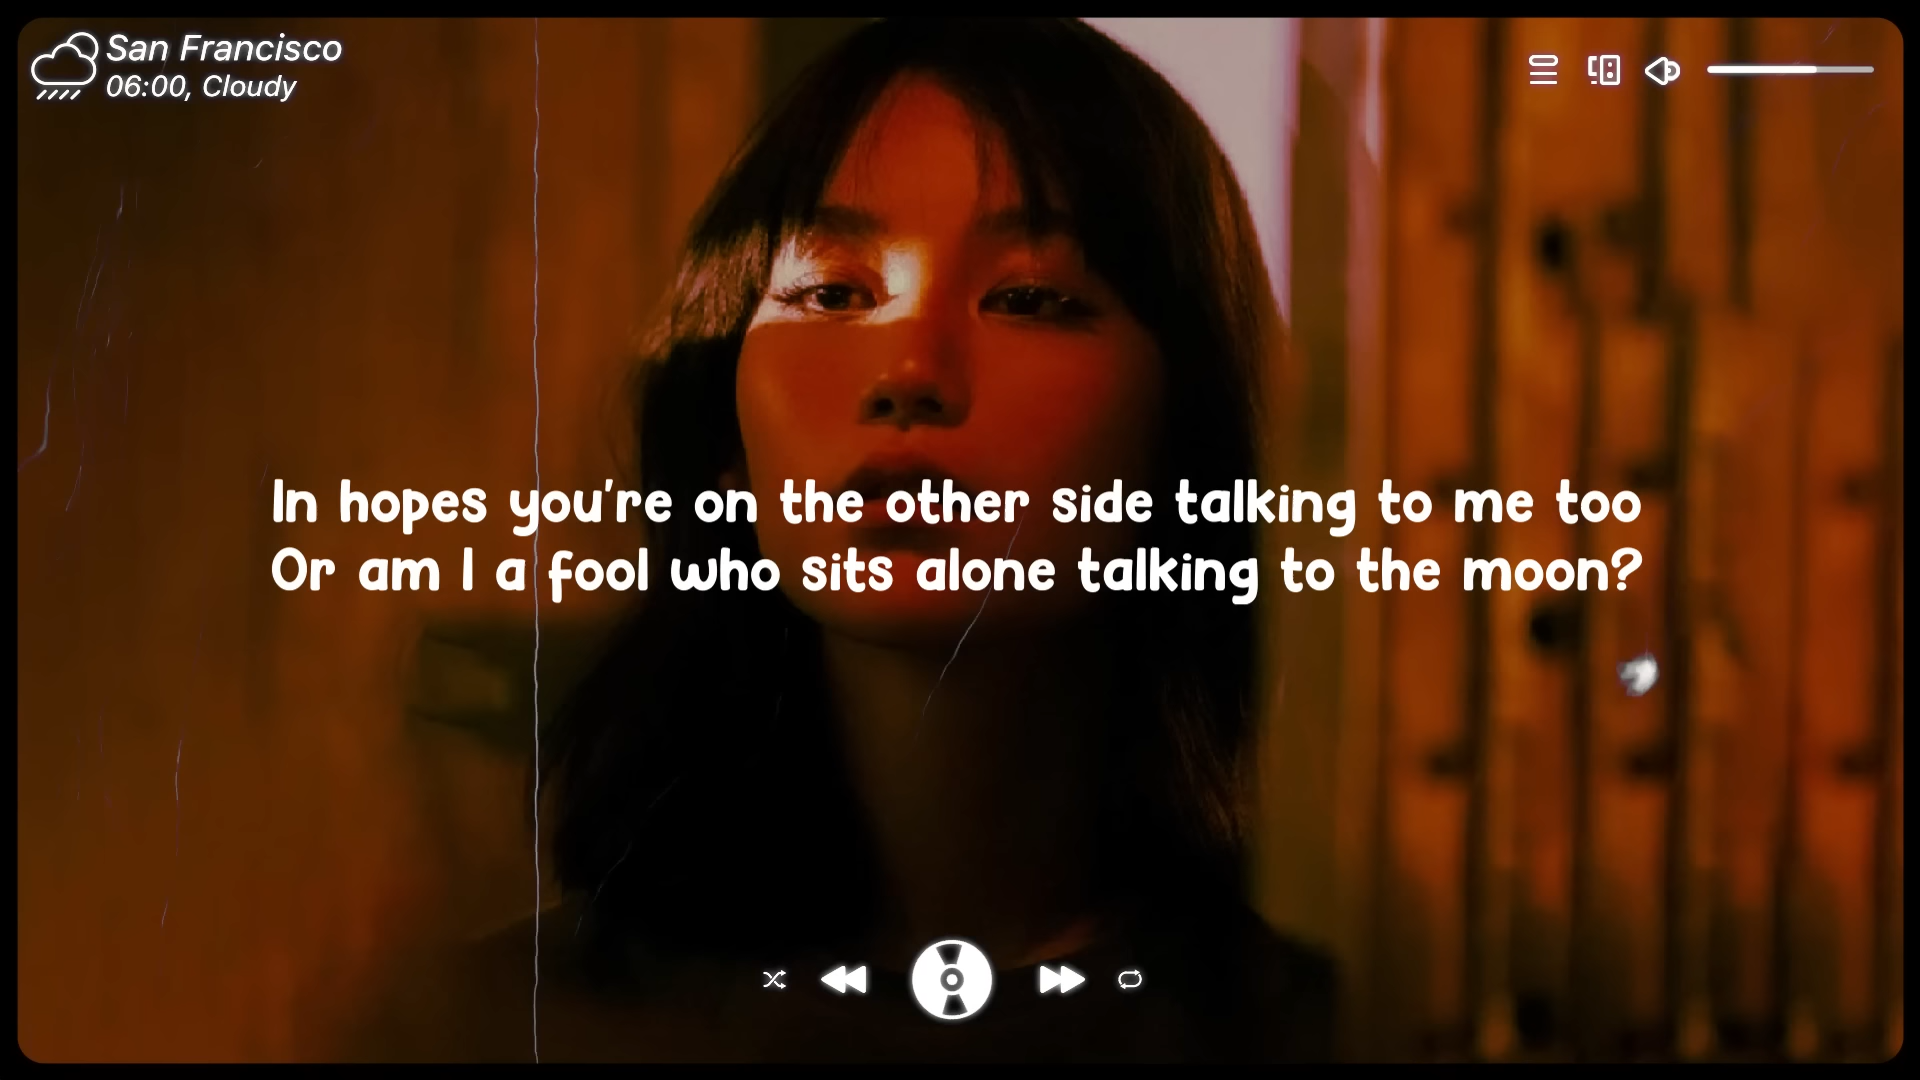 San Francisco
06:00, Cloudy
In hopes you're on the other side talking to me too
Or am I a fool who sits alone talking to the moon?